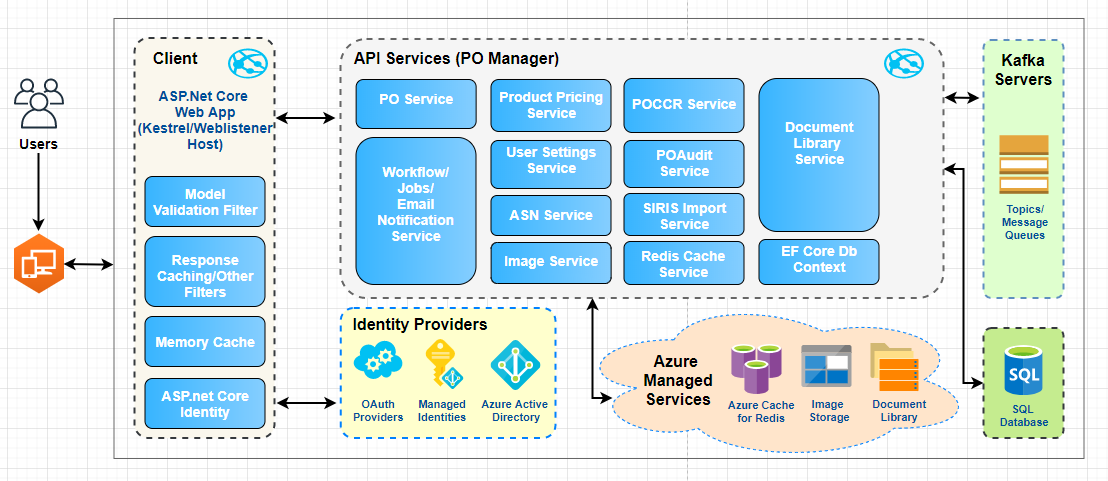 Users
Client
ASP.Net Core
Web App
(Kestrel/Weblistener
Host)
Model
Validation Filter
Response
Caching/Other
Filters
Memory Cache
ASP.net Core
Identity
API Services (PO Manager)
PO Service
Workflow/
Jobs/
Email
Notification
Service
Product Pricing
Service
User Settings
Service
ASN Service
Image Service
POCCR Service
POAudit
Service
SIRIS Import
Service
Redis Cache
Service
Document
Library
Service
EF Core Db
Context
Identity Providers
OAuth
Providers
Managed
Identities
Azure Active
Directory
Azure
Managed
Services
Azure Cache
for Redis
Image
Storage
Document
Library
Kafka
Servers
Topics/
Message
Queues
SQL
SQL
Database